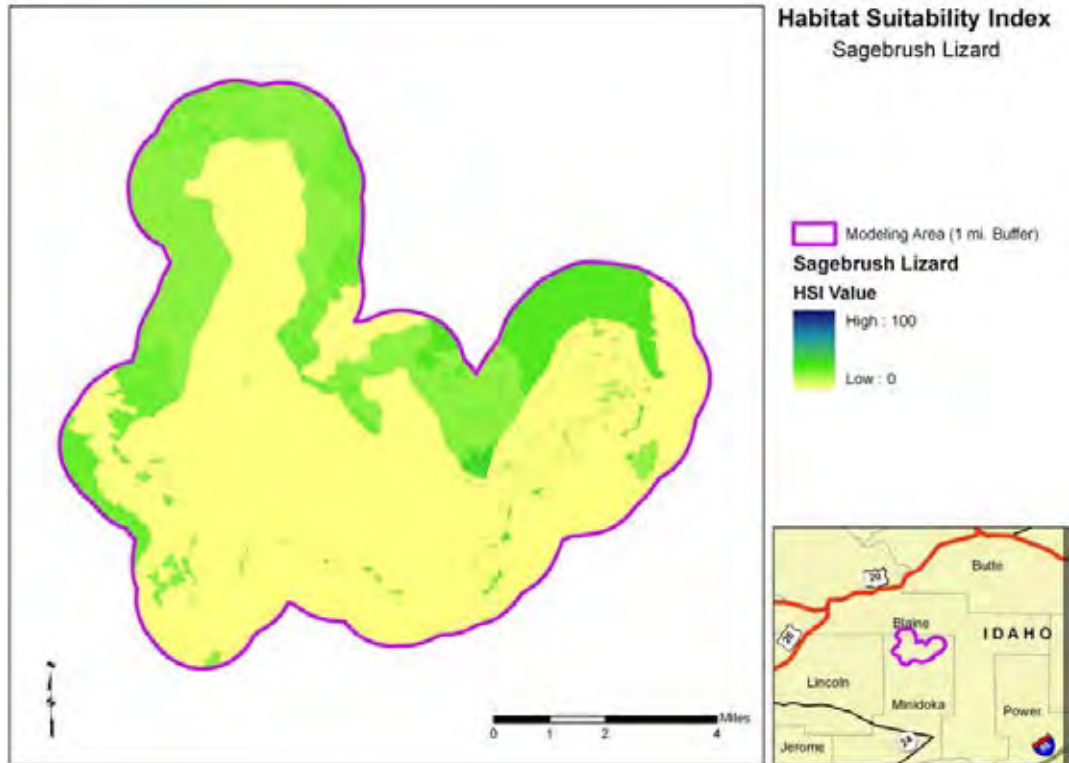 Habitat Suitability Index
Sagebrush Lizard
Modeling Area (1 mi. Buffer)
Sagebrush Lizard
HSI Value
High : 100
Low : 0
Miles
0 1 2 4
Butte
20
Blaine
IDAHO
26
Lincoln
Minidoka
Power
24
Jerome